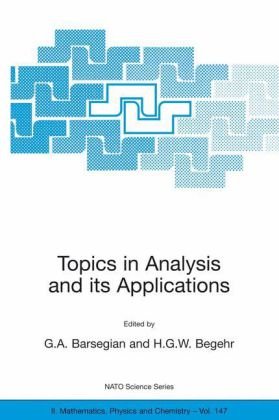 Topics in Analysis
and its Applications
Edited by
G.A. Barsegian and H.G.W. Begehr
NATO Science Series
II. Mathematics, Physics and Chemistry – Vol. 147